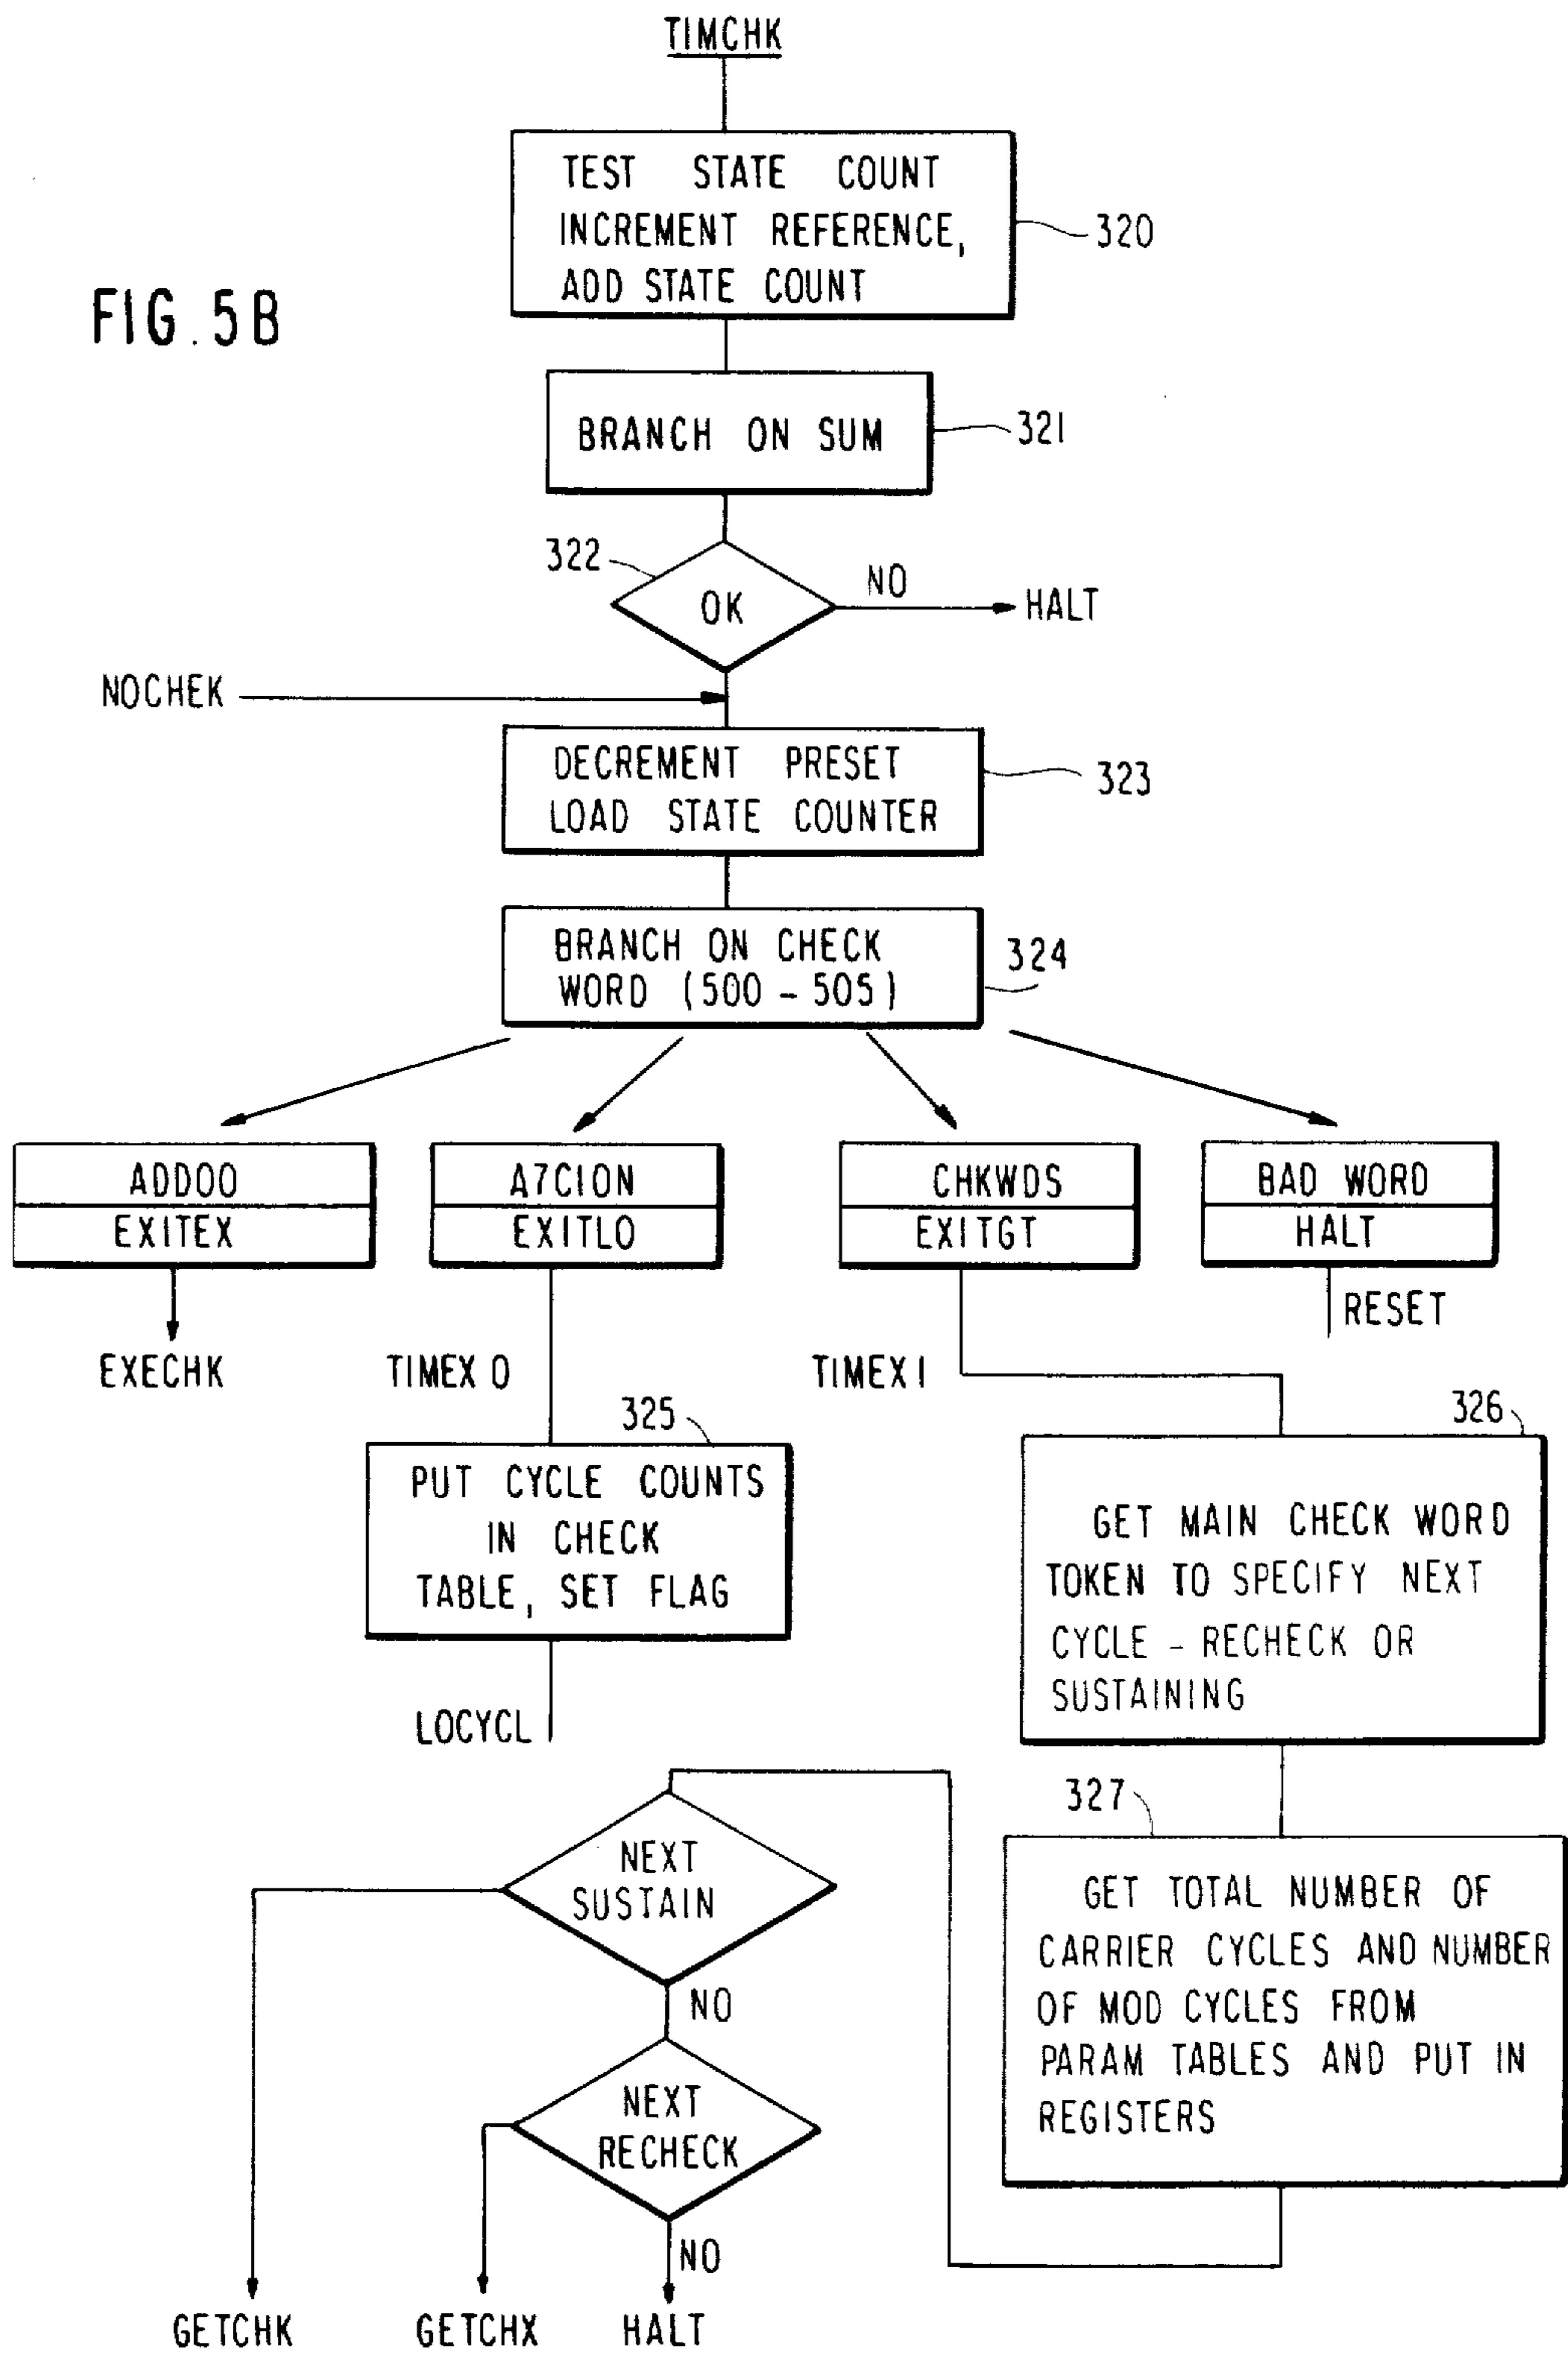 TIMCHK
TEST STATE COUNT
INCREMENT REFERENCE,
ADD STATE COUNT
320
FIG. 5B
BRANCH ON SUM
321
322
OK
NO
HALT
NOCHEK
DECREMENT PRESET
LOAD STATE COUNTER
323
BRANCH ON CHECK
WORD (500 - 505)
324
ADD00
EXITEX
A7C10N
EXITLO
CHKWDS
EXITGT
BAD WORD
HALT
RESET
EXECHK
TIMEX 0
TIMEX 1
325
PUT CYCLE COUNTS
IN CHECK
TABLE, SET FLAG
LOCYCL
326
GET MAIN CHECK WORD
TOKEN TO SPECIFY NEXT
CYCLE - RECHECK OR
SUSTAINING
327
GET TOTAL NUMBER OF
CARRIER CYCLES AND NUMBER
OF MOD CYCLES FROM
PARAM TABLES AND PUT IN
REGISTERS
NEXT
SUSTAIN
NO
NEXT
RECHECK
NO
GETCHK
GETCHX
HALT